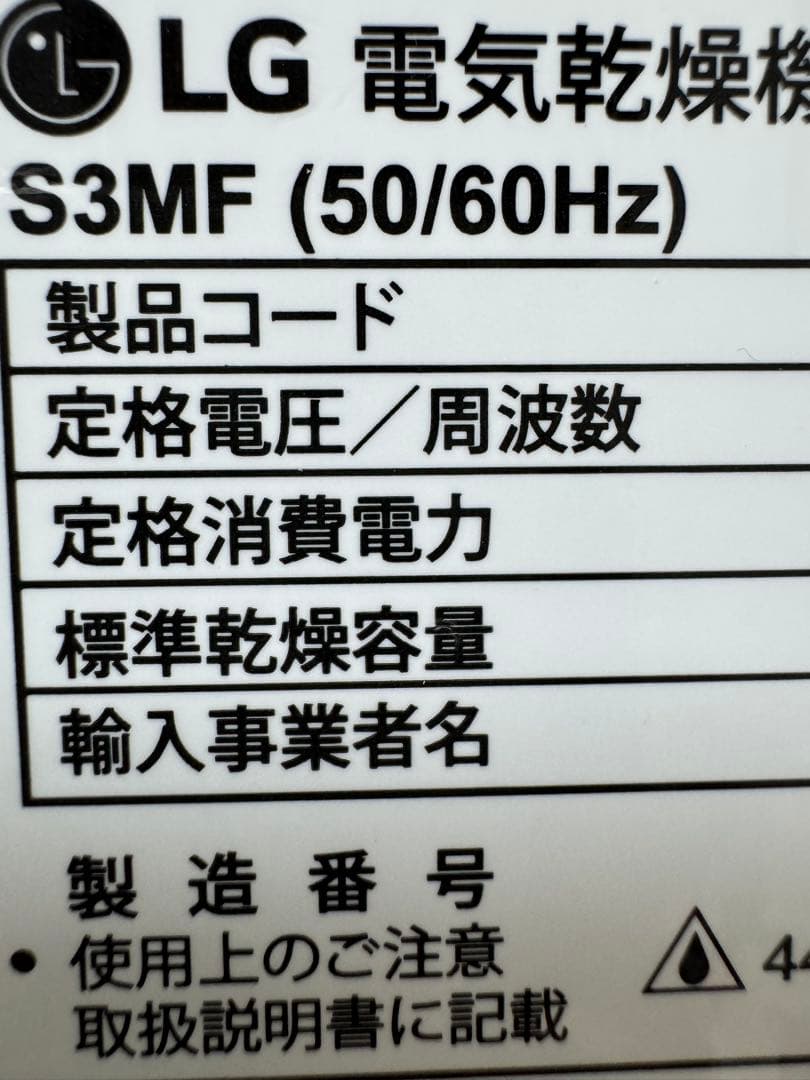 LG 電気乾燥機
S3MF (50/60Hz)
製品コード
定格電圧／周波数
定格消費電力
標準乾燥容量
輸入事業者名
製造番号
• 使用上のご注意
44
取扱説明書に記載